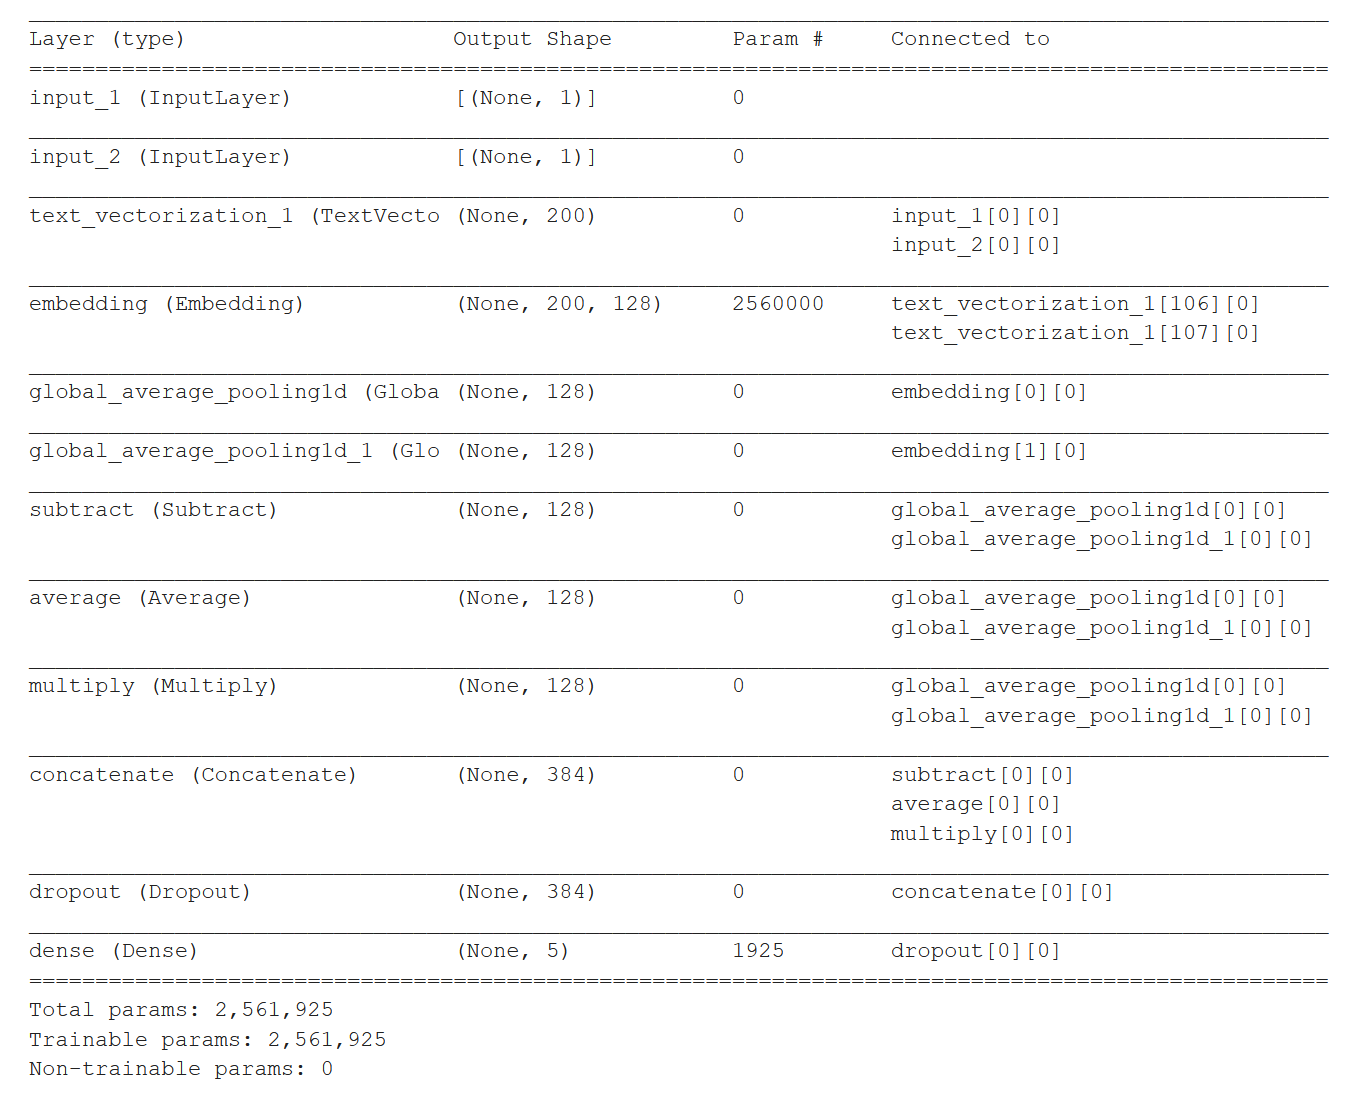 Layer (type) Output Shape Param # Connected to
input_1 (InputLayer) [(None, 1)] 0
input_2 (InputLayer) [(None, 1)] 0
text_vectorization_1 (TextVecto (None, 200) 0 input_1[0][0]
input_2[0][0]
embedding (Embedding) (None, 200, 128) 2560000 text_vectorization_1[106][0]
text_vectorization_1[107][0]
global_average_pooling1d (Globa (None, 128) 0 embedding[0][0]
global_average_pooling1d_1 (Glo (None, 128) 0 embedding[1][0]
subtract (Subtract) (None, 128) 0 global_average_pooling1d[0][0]
global_average_pooling1d_1[0][0]
average (Average) (None, 128) 0 global_average_pooling1d[0][0]
global_average_pooling1d_1[0][0]
multiply (Multiply) (None, 128) 0 global_average_pooling1d[0][0]
global_average_pooling1d_1[0][0]
concatenate (Concatenate) (None, 384) 0 subtract[0][0]
average[0][0]
multiply[0][0]
dropout (Dropout) (None, 384) 0 concatenate[0][0]
dense (Dense) (None, 5) 1925 dropout[0][0]
Total params: 2,561,925
Trainable params: 2,561,925
Non-trainable params: 0